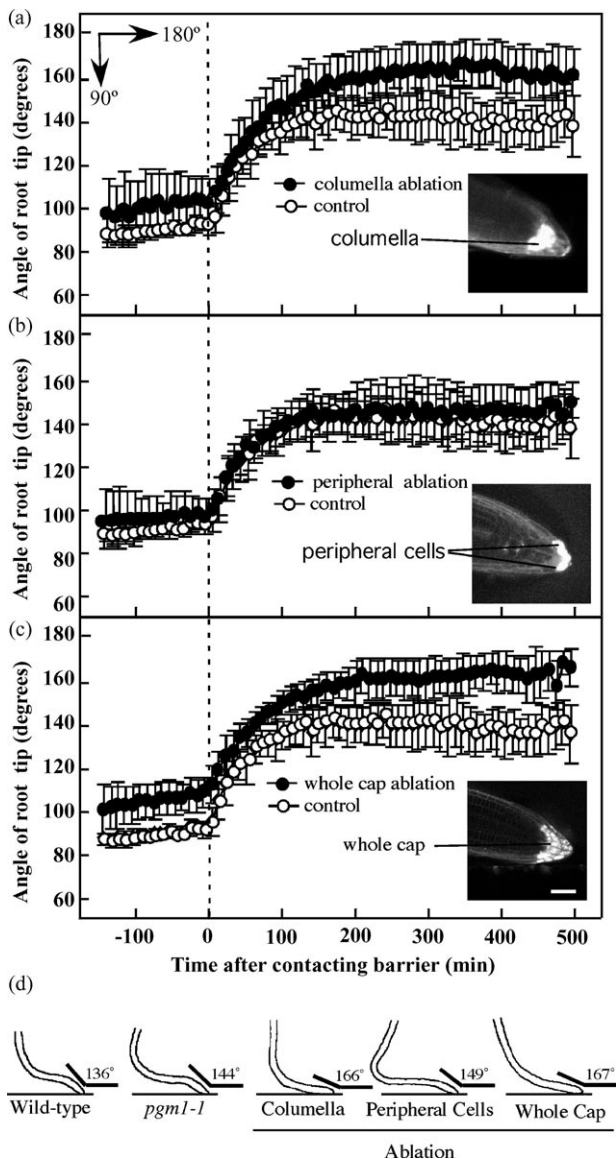 (a)
180
180º
90º
160
140
120
100
80
60
Angle of root tip (degrees)
columella ablation
control
columella
(b)
180
160
140
120
100
80
60
Angle of root tip (degrees)
peripheral ablation
control
peripheral cells
(c)
180
160
140
120
100
80
60
Angle of root tip (degrees)
whole cap ablation
control
whole cap
-100 0 100 200 300 400 500
Time after contacting barrier (min)
(d)
136° 144° 166° 149° 167°
Wild-type pgm1-1 Columella Peripheral Cells Whole Cap
Ablation